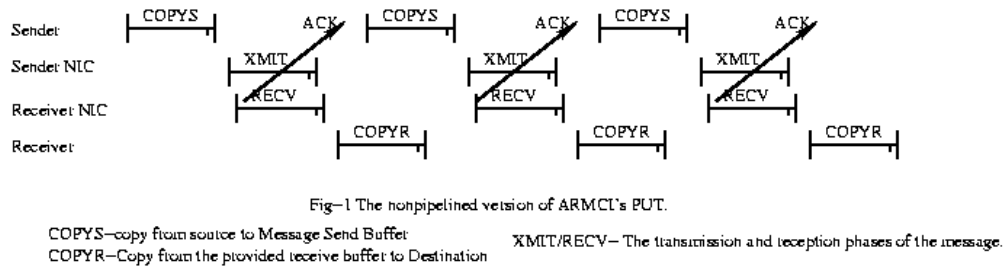 COPYS ACK COPYS ACK COPYS ACK
Sender
Sender NIC XMIT XMIT XMIT
Receiver NIC RECV RECV RECV
Receiver COPYR COPYR COPYR
Fig-1 The nonpipelined version of ARMCI's PUT.
COPYS-copy from source to Message Send Buffer
XMIT/RECV- The transmission and reception phases of the message.
COPYR-Copy from the provided receive buffer to Destination